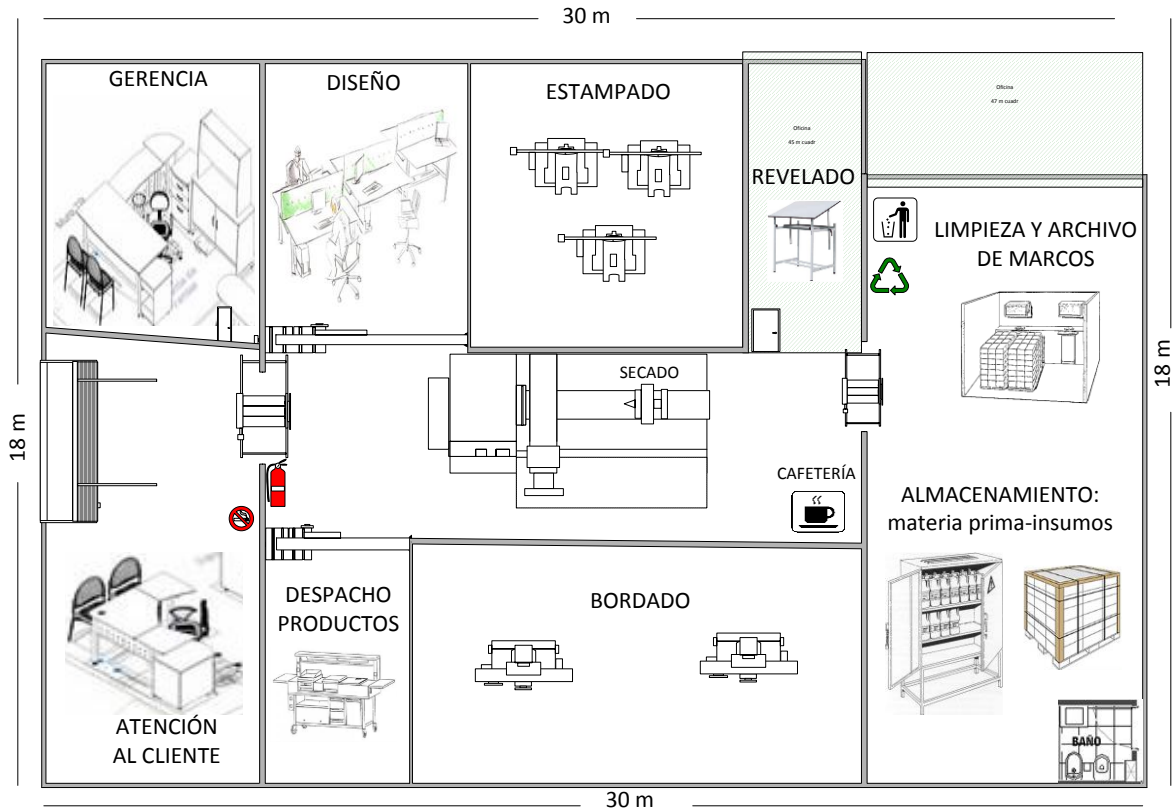 30 m
GERENCIA
DISEÑO
ESTAMPADO
Oficina
45 m cuadr
Oficina
47 m cuadr
REVELADO
LIMPIEZA Y ARCHIVO
DE MARCOS
18 m
18 m
SECADO
CAFETERÍA
ALMACENAMIENTO:
materia prima-insumos
DESPACHO
PRODUCTOS
BORDADO
ATENCIÓN
AL CLIENTE
BAÑO
30 m